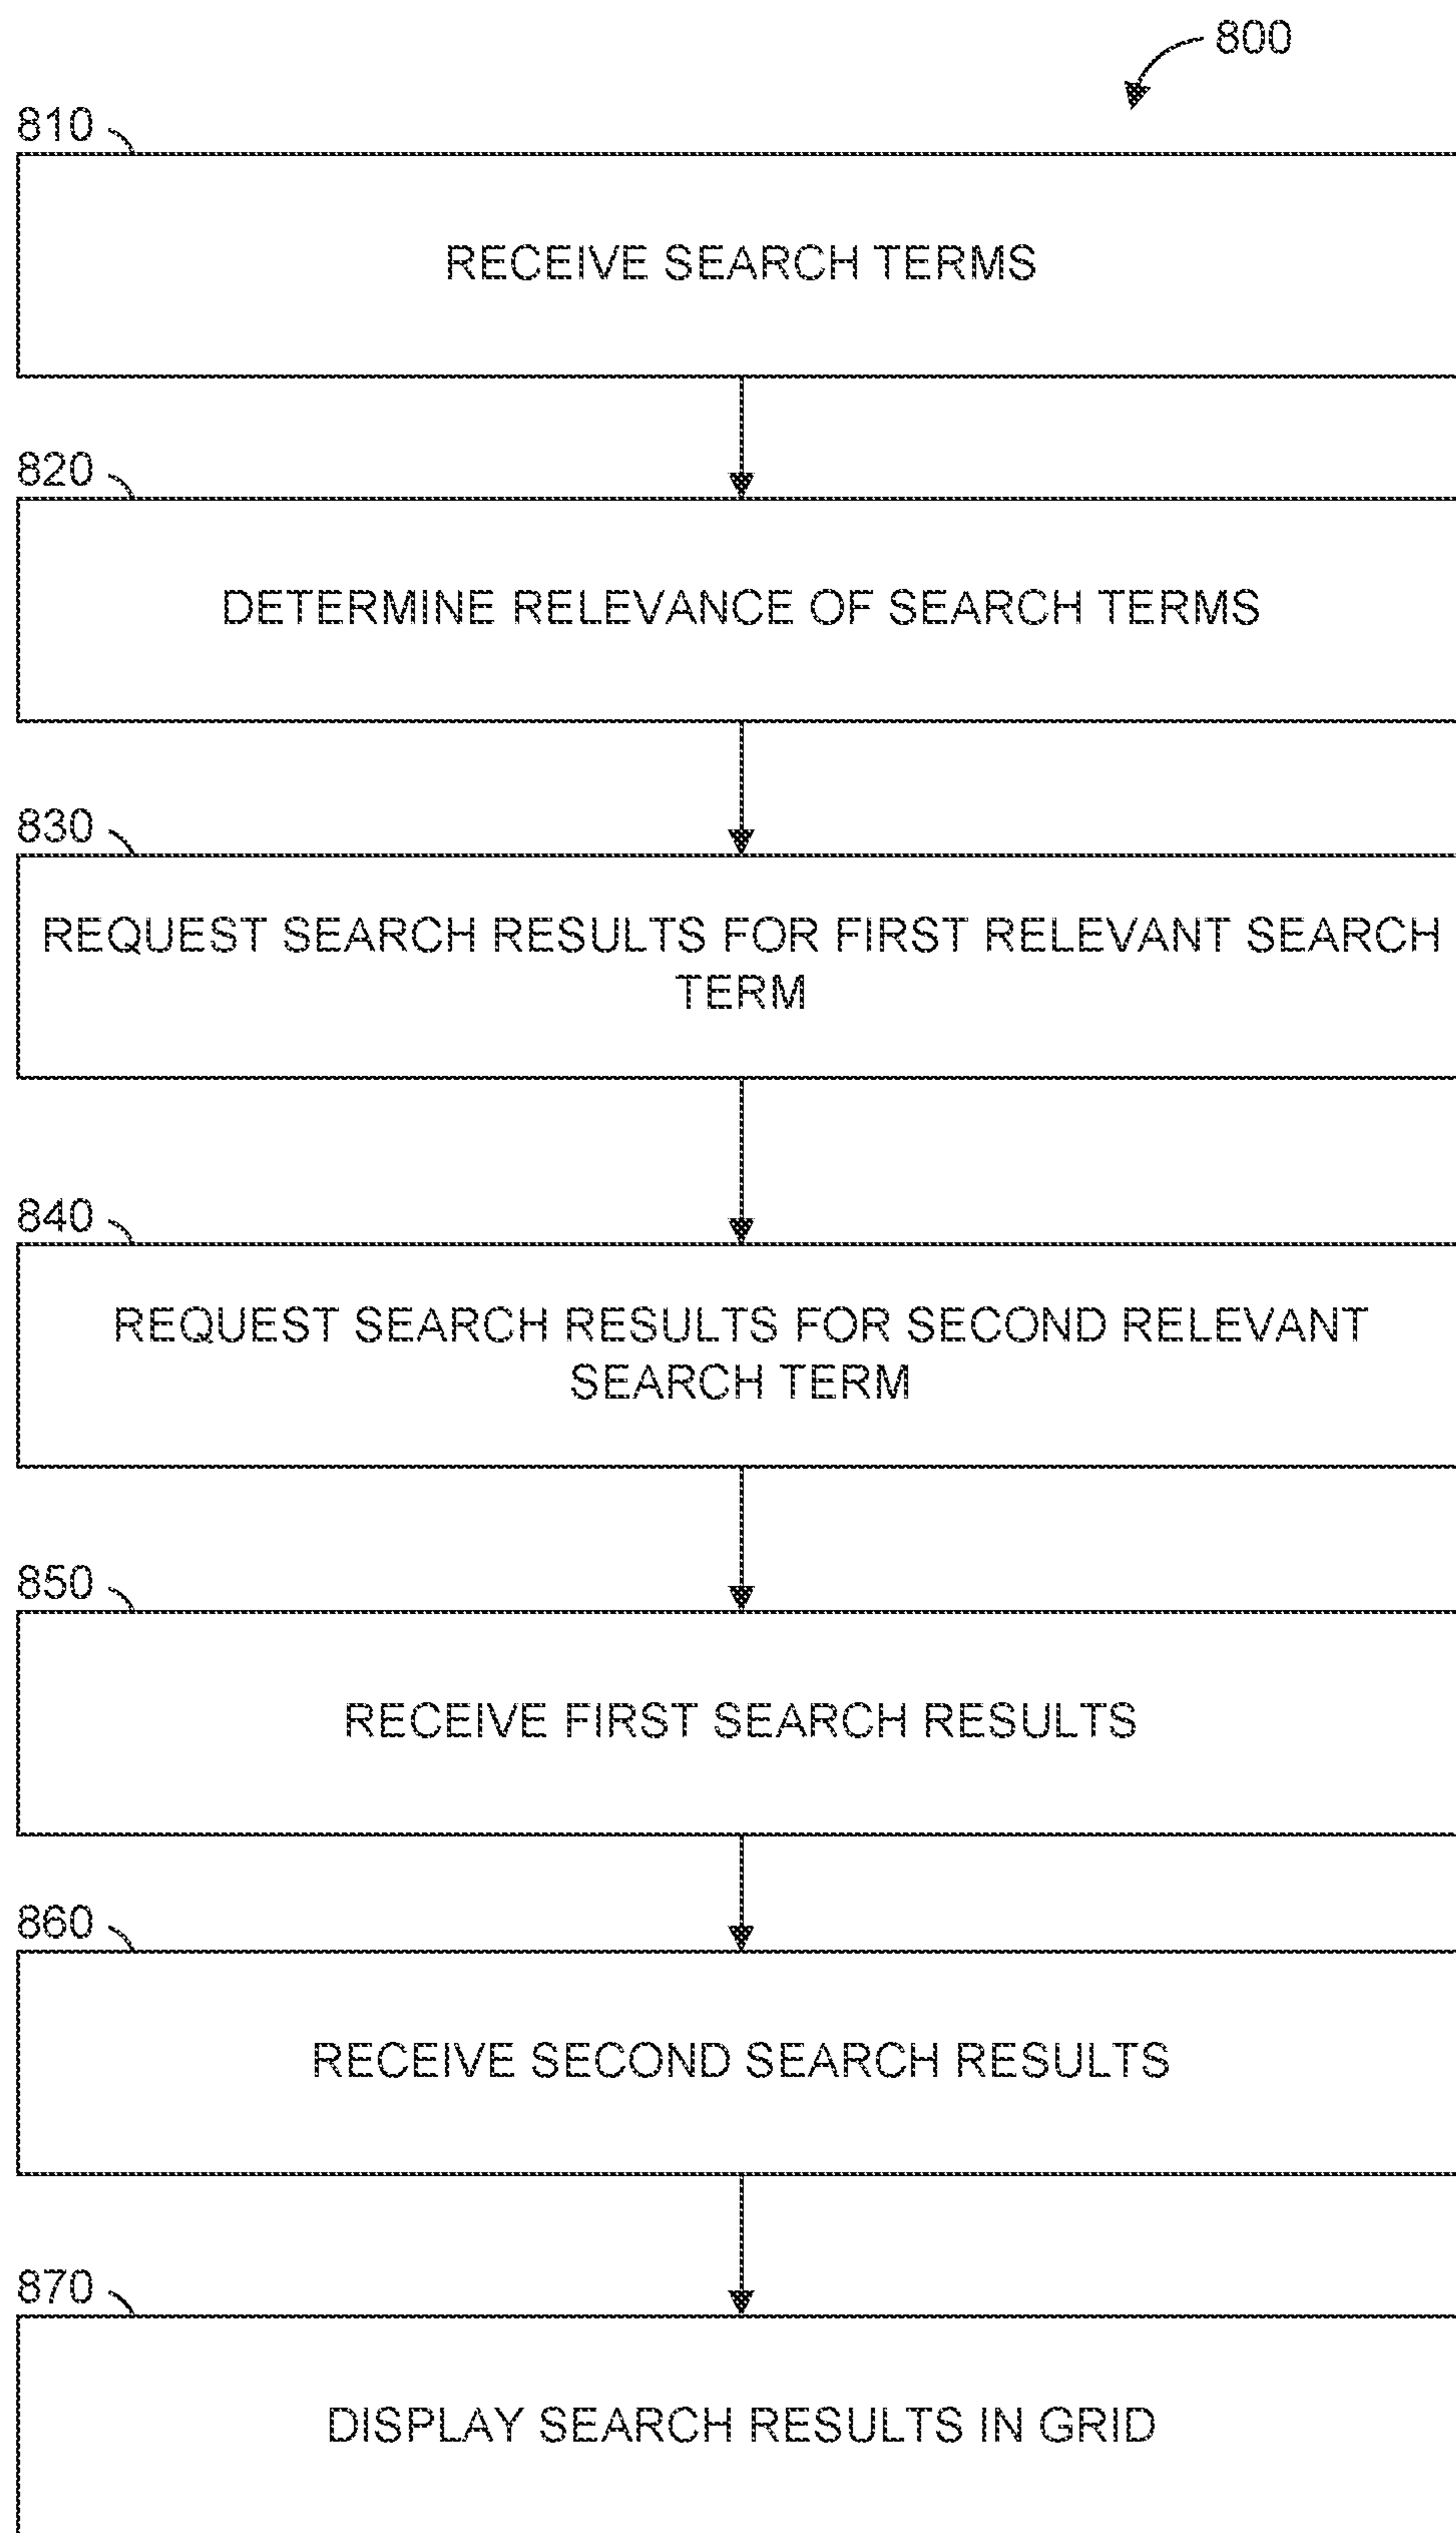 800
810
RECEIVE SEARCH TERMS
820
DETERMINE RELEVANCE OF SEARCH TERMS
830
REQUEST SEARCH RESULTS FOR FIRST RELEVANT SEARCH
TERM
840
REQUEST SEARCH RESULTS FOR SECOND RELEVANT
SEARCH TERM
850
RECEIVE FIRST SEARCH RESULTS
860
RECEIVE SECOND SEARCH RESULTS
870
DISPLAY SEARCH RESULTS IN GRID